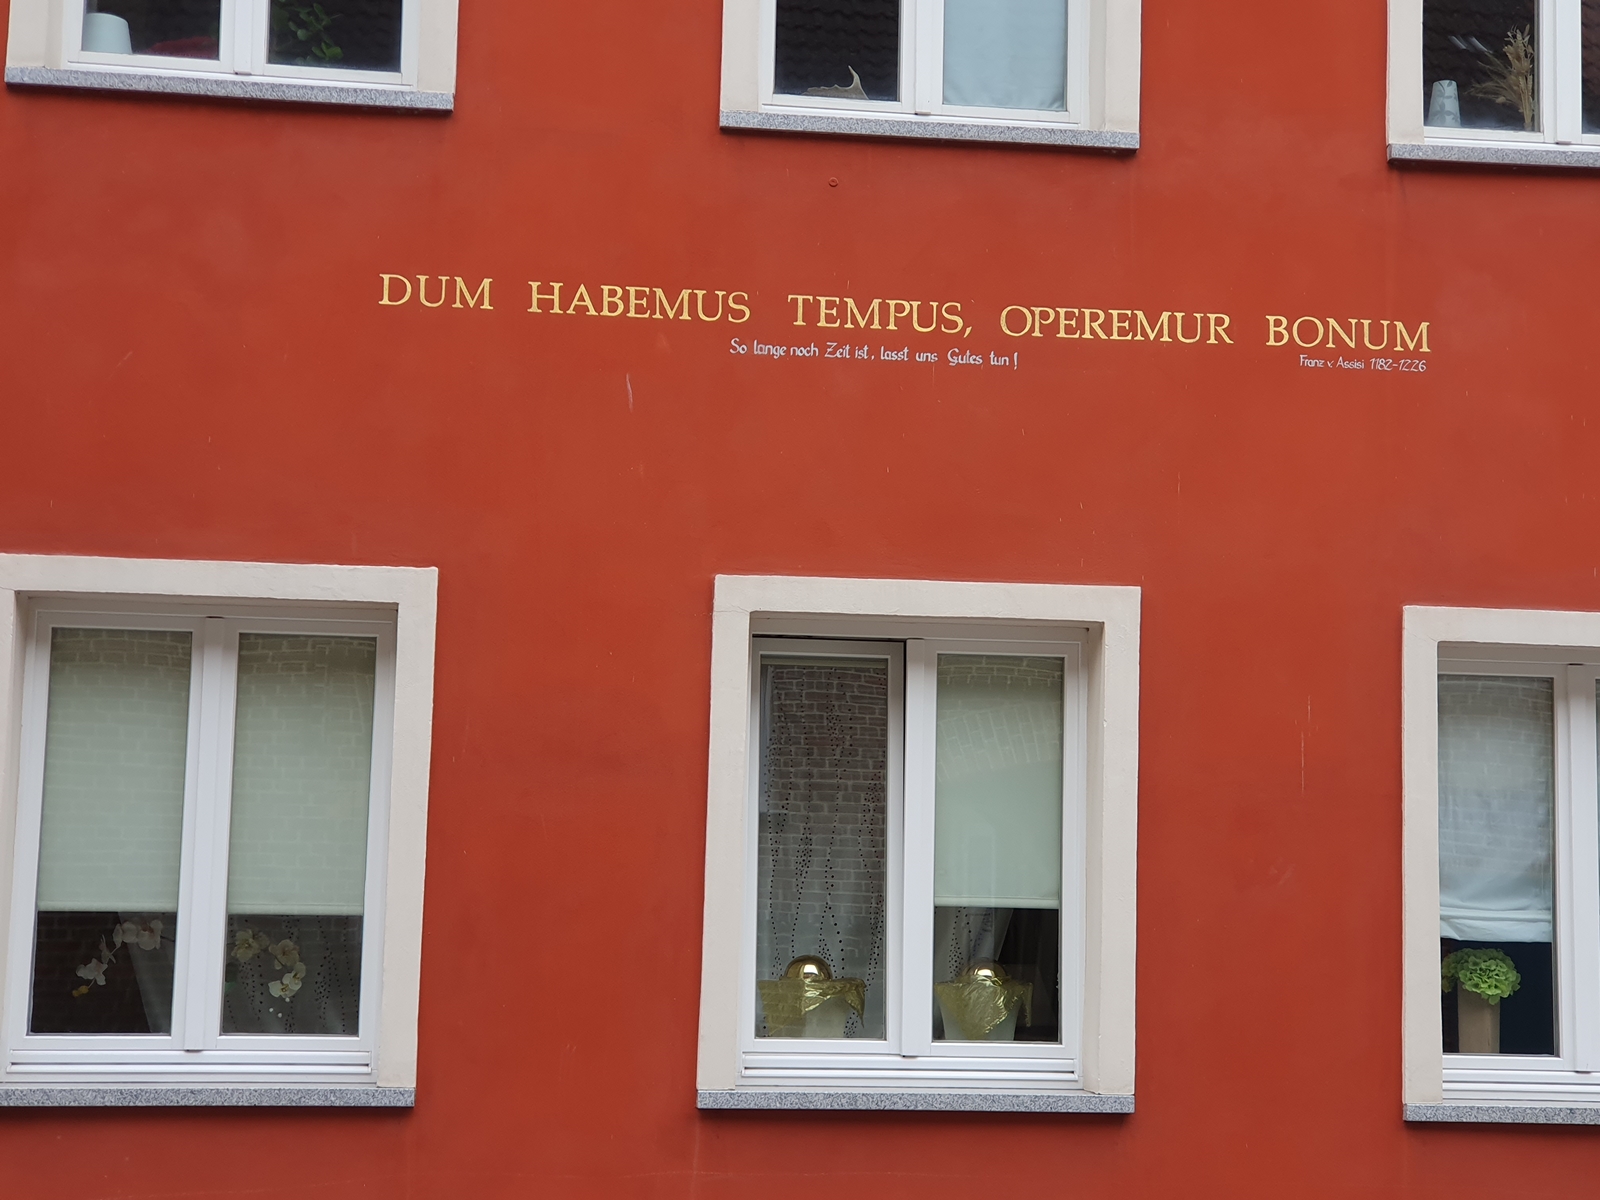 DUM HABEMUS TEMPUS, OPEREMUR BONUM
So lange noch Zeit ist, lasst uns Gutes tun!
Franz v. Assisi 1182-1226